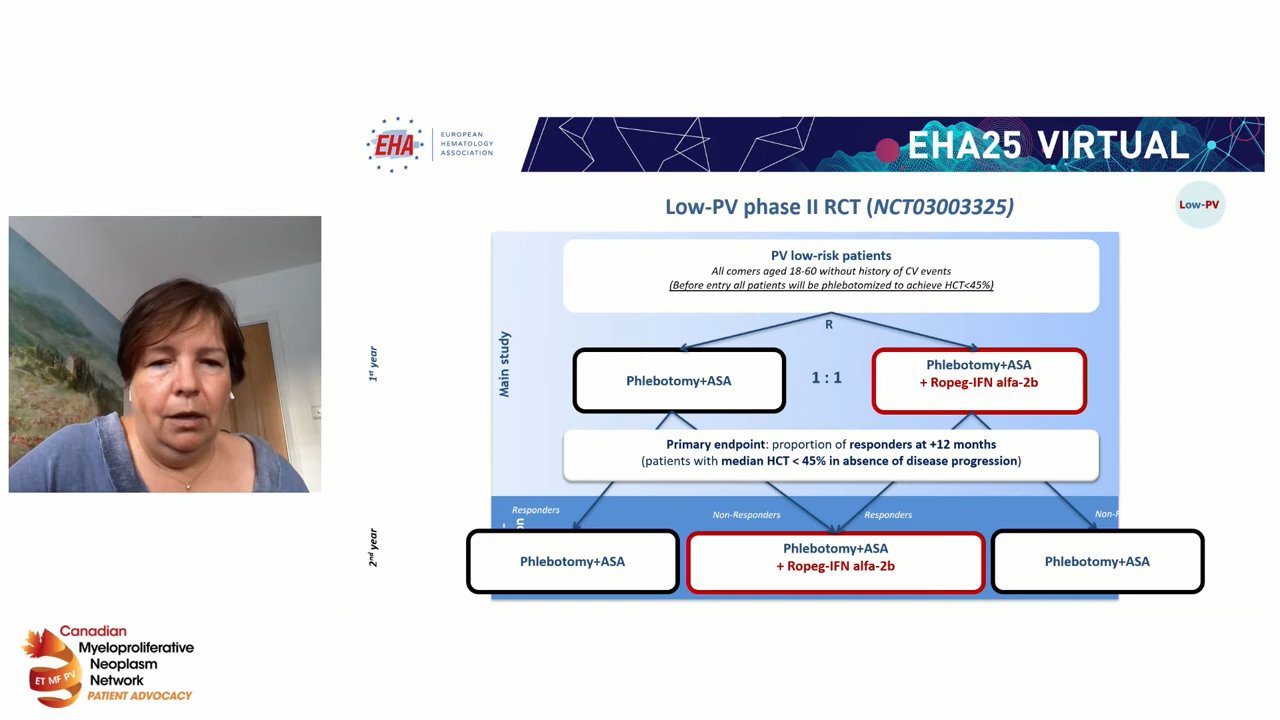 EHA
EUROPEAN
HEMATOLOGY
ASSOCIATION
EHA25 VIRTUAL
Low-PV phase II RCT (NCT03003325)
Low-PV
PV low-risk patients
All comers aged 18-60 without history of CV events
(Before entry all patients will be phlebotomized to achieve HCT<45%)
R
1st year
Main study
Phlebotomy+ASA
1 : 1
Phlebotomy+ASA
+ Ropeg-IFN alfa-2b
Primary endpoint: proportion of responders at +12 months
(patients with median HCT < 45% in absence of disease progression)
Responders
Non-Responders
Responders
2nd year
Phlebotomy+ASA
Phlebotomy+ASA
+ Ropeg-IFN alfa-2b
Phlebotomy+ASA
Canadian
Myeloproliferative
Neoplasm
Network
PATIENT ADVOCACY
ET MF PV